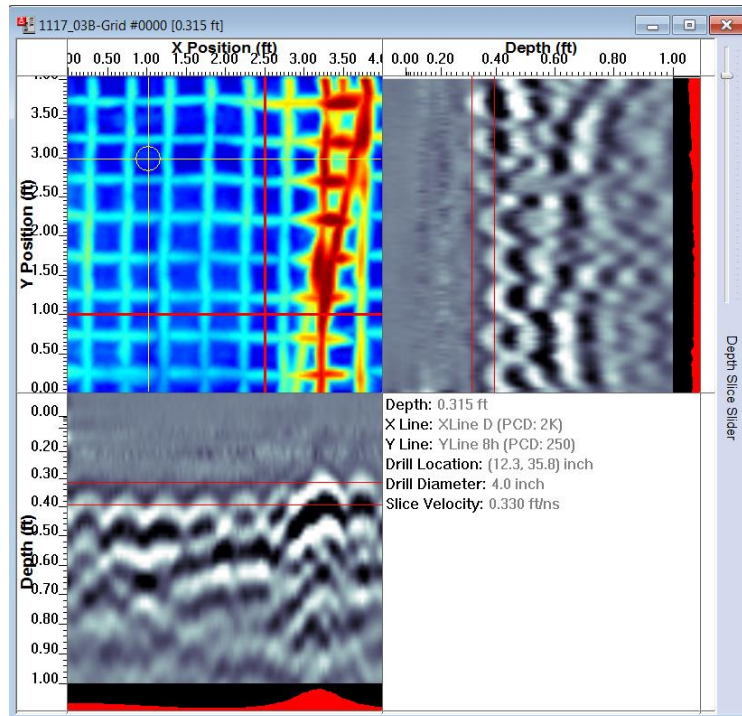 1117_03B-Grid #0000 [0.315 ft]
X Position (ft)
0.00 0.50 1.00 1.50 2.00 2.50 3.00 3.50
Depth (ft)
0.00 0.20 0.40 0.60 0.80 1.00
Y Position (ft)
3.50
3.00
2.50
2.00
1.50
1.00
0.50
0.00
Depth Slice Slider
Depth (ft)
0.00
0.20
0.30
0.40
0.50
0.60
0.70
0.80
0.90
1.00
Depth: 0.315 ft
X Line: XLine D (PCD: 2K)
Y Line: YLine 8h (PCD: 250)
Drill Location: (12.3, 35.8) inch
Drill Diameter: 4.0 inch
Slice Velocity: 0.330 ft/ns